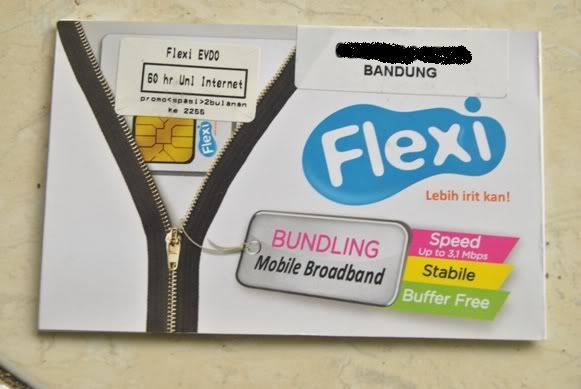 Flexi EVDO
60 hr Unl Internet
promo<spasi>2bulanan
ke 2255
BANDUNG
Flexi
Flexi
Lebih irit kan!
BUNDLING
Mobile Broadband
Speed
Up to 3,1 Mbps
Stabile
Buffer Free